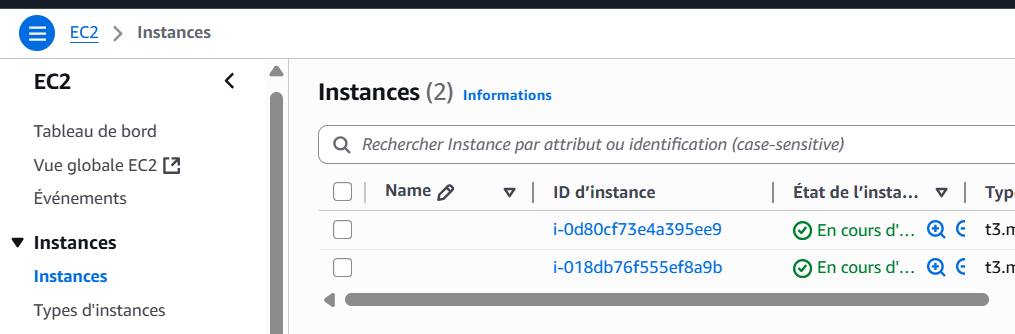 EC2 > Instances
EC2
Tableau de bord
Vue globale EC2
Événements
Instances
Instances
Types d'instances
Instances (2) Informations
Rechercher Instance par attribut ou identification (case-sensitive)
Name ID d’instance État de l’insta... Type
i-0d80cf73e4a395ee9 En cours d'... t3.m
i-018db76f555ef8a9b En cours d'... t3.m